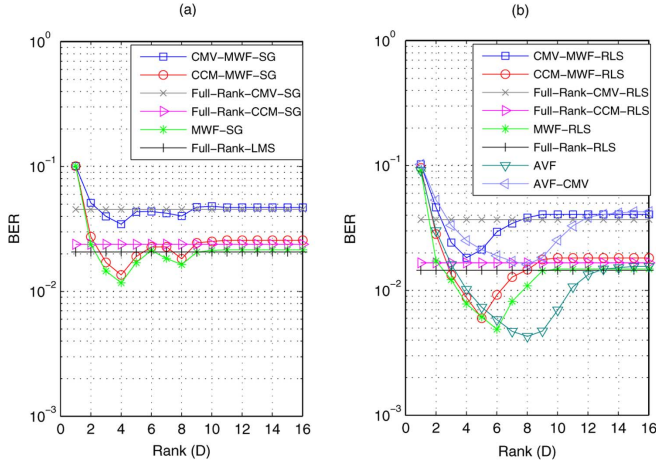 (a)
10^0
10^-1
10^-2
10^-3
BER
0 2 4 6 8 10 12 14 16
Rank (D)
CMV-MWF-SG
CCM-MWF-SG
Full-Rank-CMV-SG
Full-Rank-CCM-SG
MWF-SG
Full-Rank-LMS
(b)
10^0
10^-1
10^-2
10^-3
BER
0 2 4 6 8 10 12 14 16
Rank (D)
CMV-MWF-RLS
CCM-MWF-RLS
Full-Rank-CMV-RLS
Full-Rank-CCM-RLS
MWF-RLS
Full-Rank-RLS
AVF
AVF-CMV